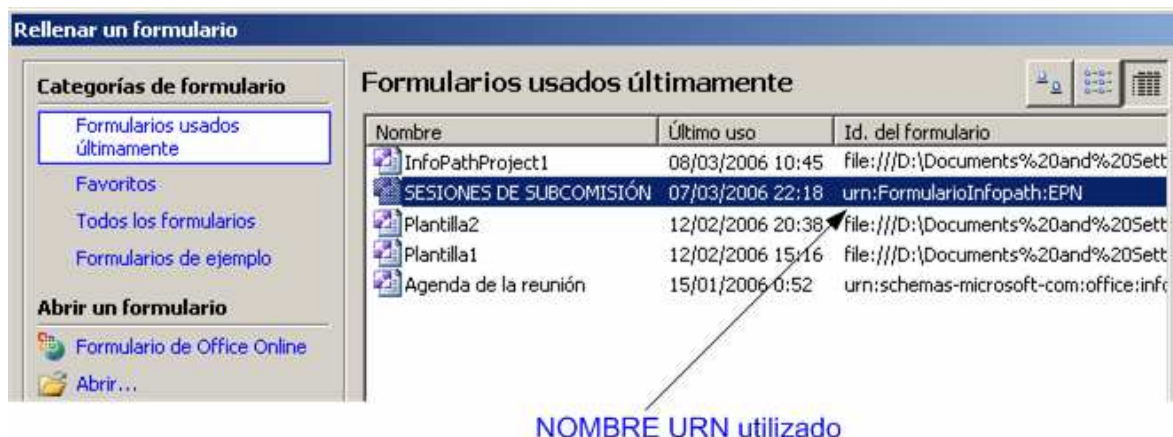 Rellenar un formulario
Categorías de formulario
Formularios usados
últimamente
Favoritos
Todos los formularios
Formularios de ejemplo
Abrir un formulario
Formulario de Office Online
Abrir...
Formularios usados últimamente
Nombre Último uso Id. del formulario
InfoPathProject1 08/03/2006 10:45 file:///D:\Documents%20and%20Sett
SESIONES DE SUBCOMISIÓN 07/03/2006 22:18 urn:FormularioInfopath:EPN
Plantilla2 12/02/2006 20:38 file:///D:\Documents%20and%20Sett
Plantilla1 12/02/2006 15:16 file:///D:\Documents%20and%20Sett
Agenda de la reunión 15/01/2006 0:52 urn:schemas-microsoft-com:office:info
NOMBRE URN utilizado